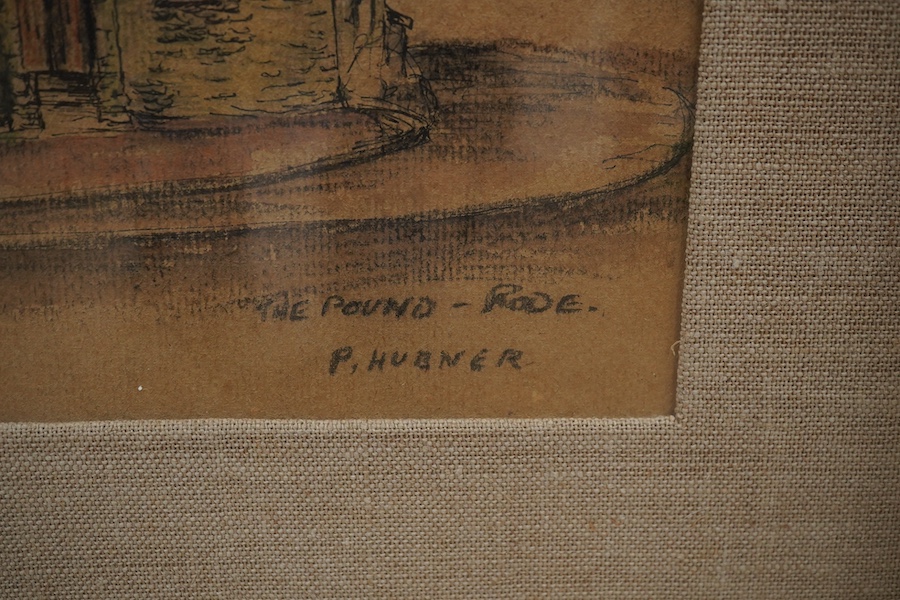 THE POUND - RODE.
P. HUBNER